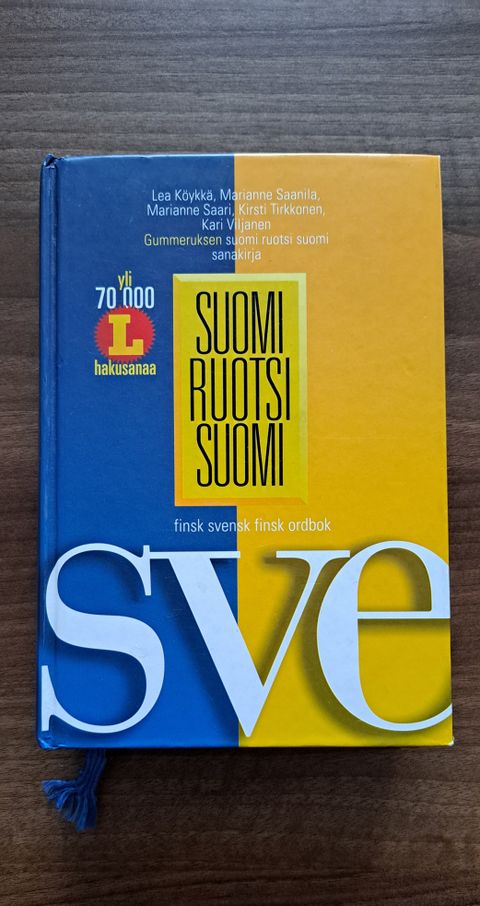 Lea Köykkä, Marianne Saanila,
Marianne Saari, Kirsti Tirkkonen,
Kari Viljanen
Gummeruksen suomi ruotsi suomi
sanakirja
yli
70 000
L
hakusanaa
SUOMI
RUOTSI
SUOMI
finsk svensk finsk ordbok
sve